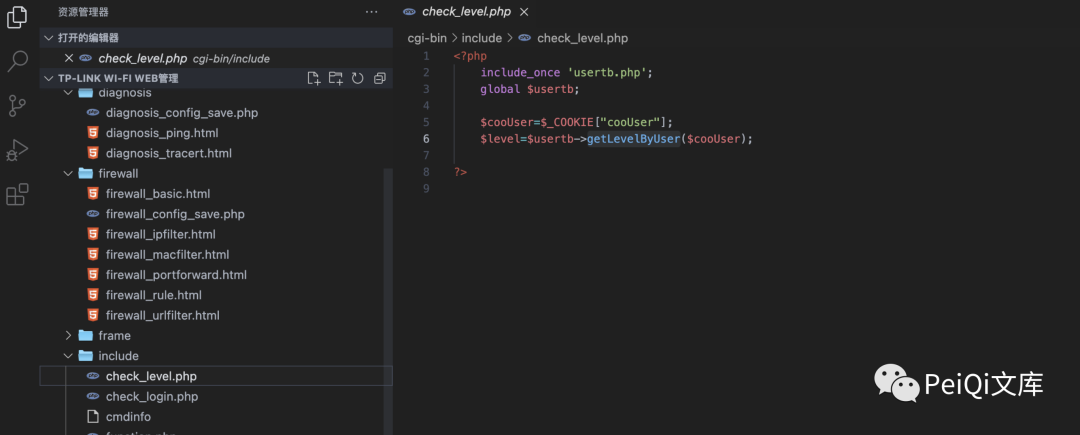 资源管理器
打开的编辑器
check_level.php cgi-bin/include
TP-LINK WI-FI WEB管理
diagnosis
diagnosis_config_save.php
diagnosis_ping.html
diagnosis_tracert.html
firewall
firewall_basic.html
firewall_config_save.php
firewall_ipfilter.html
firewall_macfilter.html
firewall_portforward.html
firewall_rule.html
firewall_urlfilter.html
frame
include
check_level.php
check_login.php
cmdinfo
check_level.php
cgi-bin > include > check_level.php
1 <?php
2 include_once 'usertb.php';
3 global $usertb;
4
5 $cooUser=$_COOKIE["cooUser"];
6 $level=$usertb->getLevelByUser($cooUser);
7
8 ?>
9
PeiQi文库